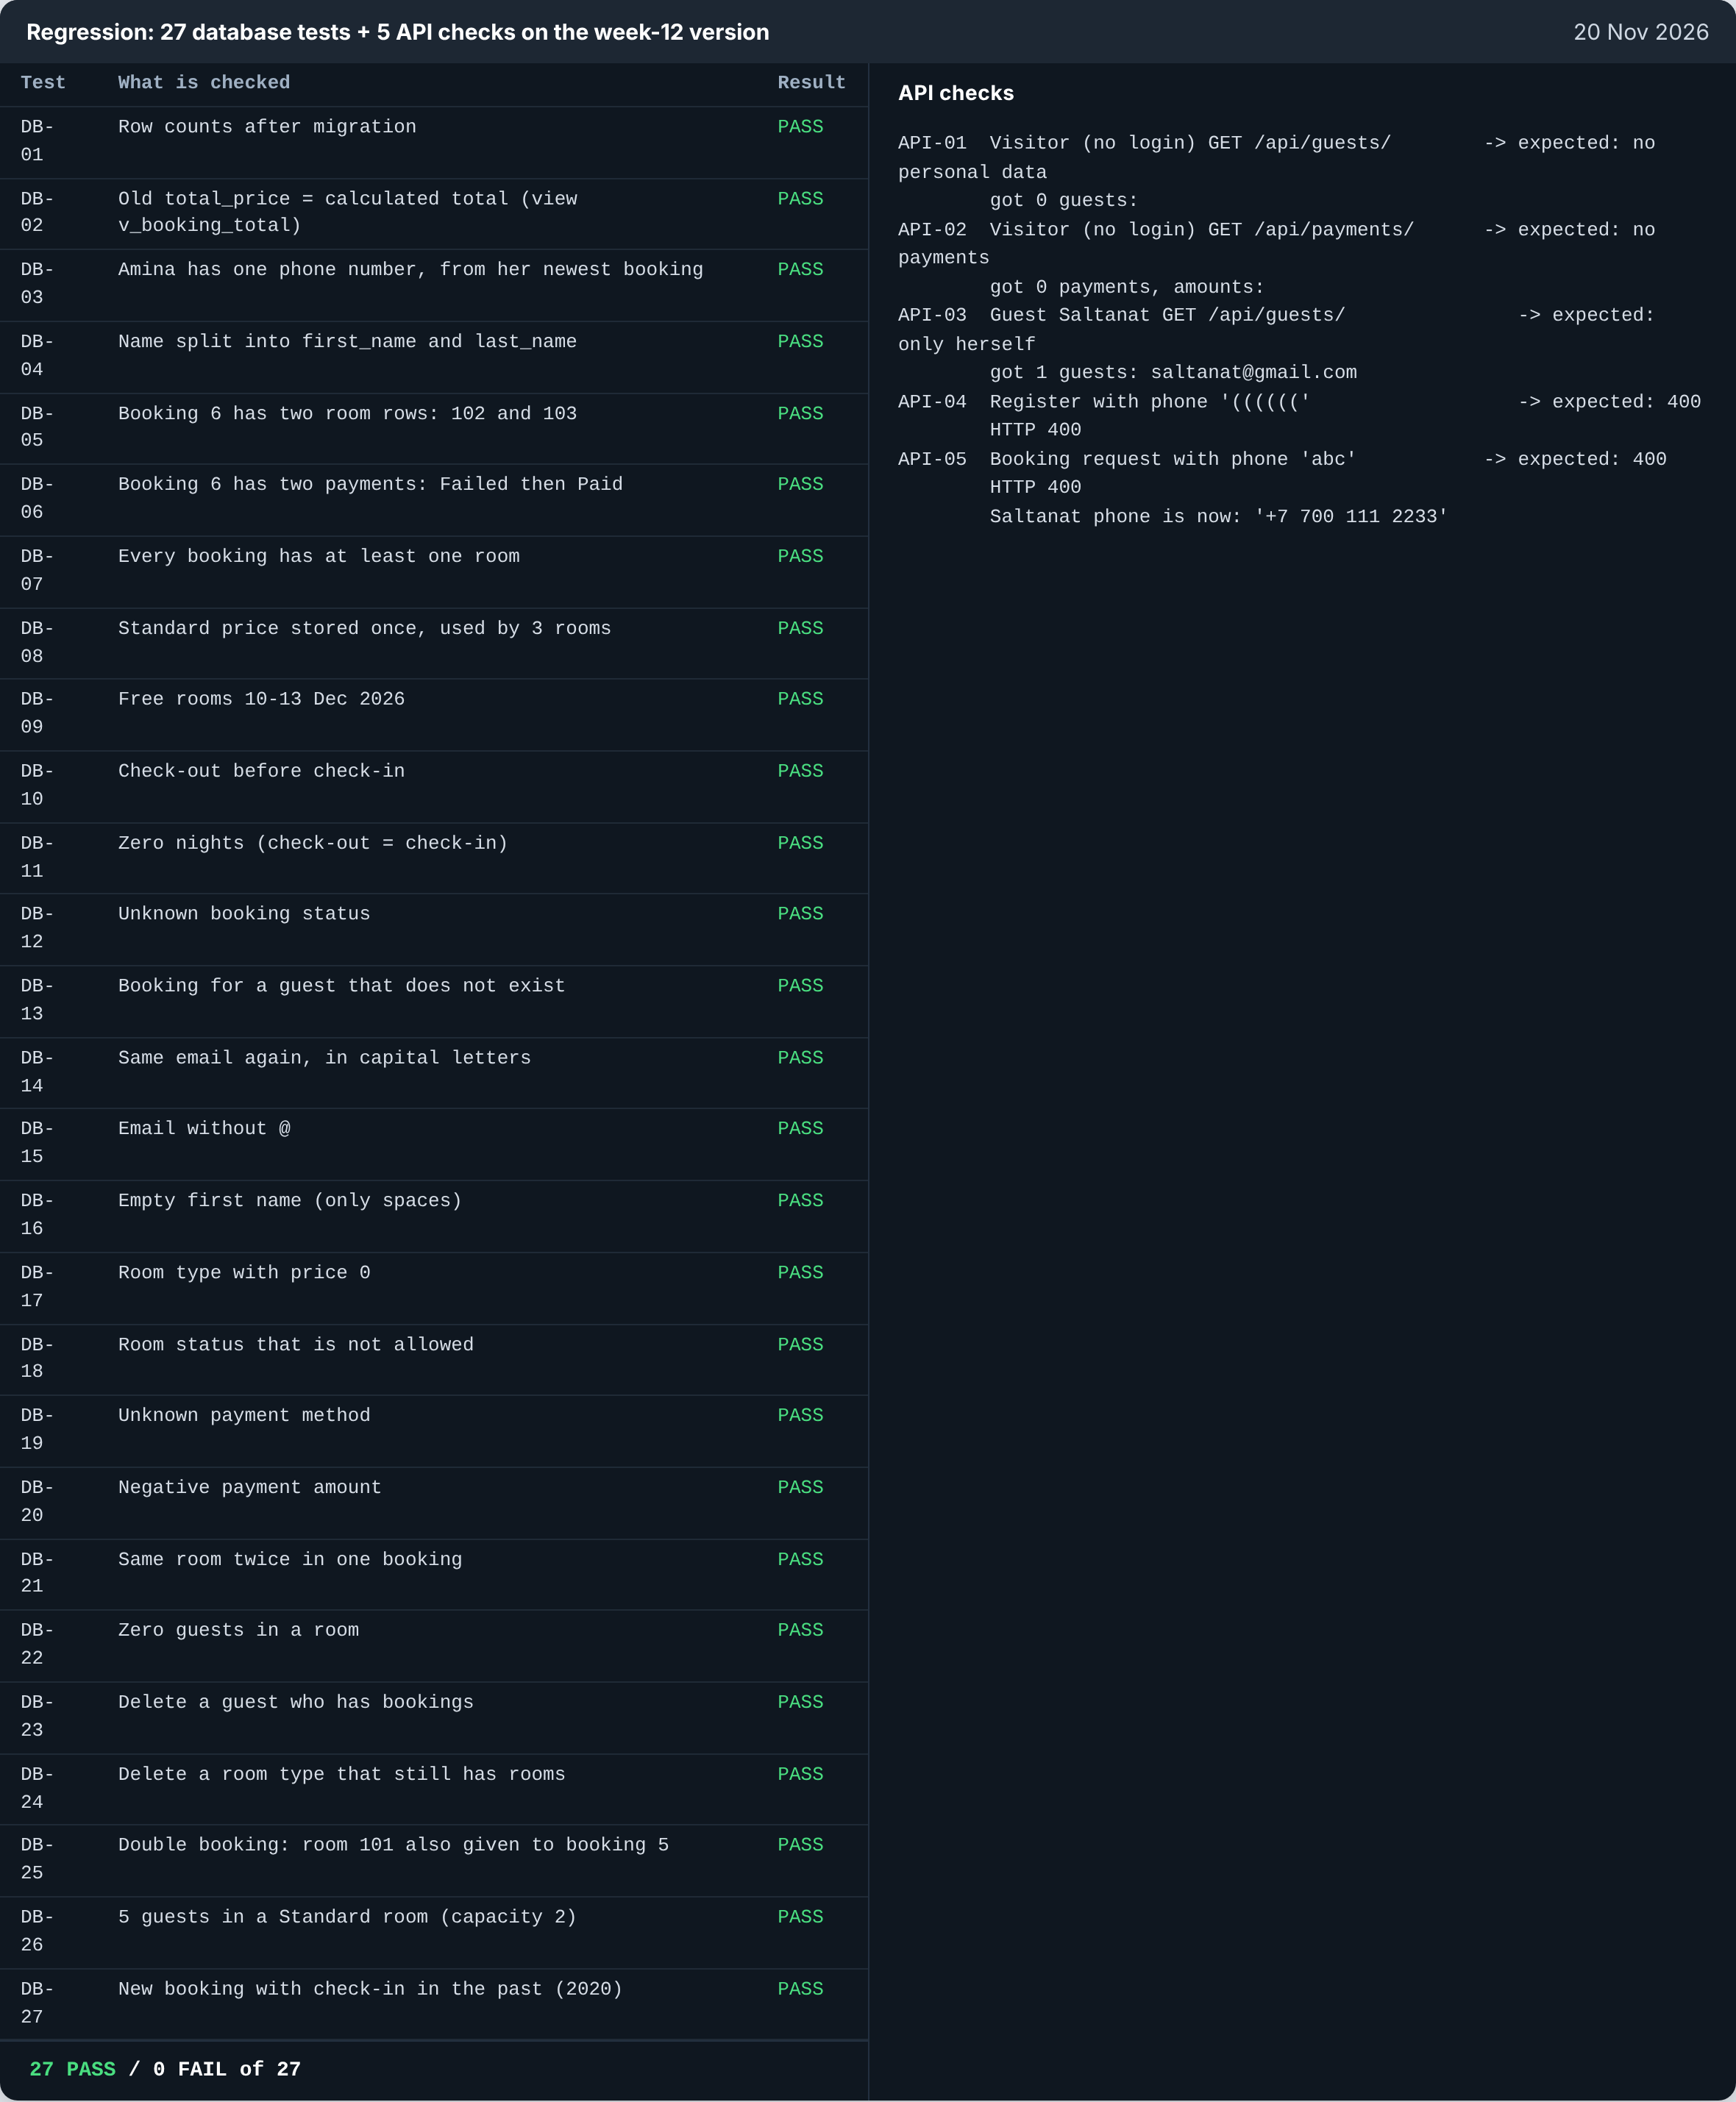 Regression: 27 database tests + 5 API checks on the week-12 version
20 Nov 2026
Test What is checked Result
DB- Row counts after migration PASS
01
DB- Old total_price = calculated total (view PASS
02 v_booking_total)
DB- Amina has one phone number, from her newest booking PASS
03
DB- Name split into first_name and last_name PASS
04
DB- Booking 6 has two room rows: 102 and 103 PASS
05
DB- Booking 6 has two payments: Failed then Paid PASS
06
DB- Every booking has at least one room PASS
07
DB- Standard price stored once, used by 3 rooms PASS
08
DB- Free rooms 10-13 Dec 2026 PASS
09
DB- Check-out before check-in PASS
10
DB- Zero nights (check-out = check-in) PASS
11
DB- Unknown booking status PASS
12
DB- Booking for a guest that does not exist PASS
13
DB- Same email again, in capital letters PASS
14
DB- Email without @ PASS
15
DB- Empty first name (only spaces) PASS
16
DB- Room type with price 0 PASS
17
DB- Room status that is not allowed PASS
18
DB- Unknown payment method PASS
19
DB- Negative payment amount PASS
20
DB- Same room twice in one booking PASS
21
DB- Zero guests in a room PASS
22
DB- Delete a guest who has bookings PASS
23
DB- Delete a room type that still has rooms PASS
24
DB- Double booking: room 101 also given to booking 5 PASS
25
DB- 5 guests in a Standard room (capacity 2) PASS
26
DB- New booking with check-in in the past (2020) PASS
27
27 PASS / 0 FAIL of 27
API checks
API-01 Visitor (no login) GET /api/guests/ -> expected: no
personal data
got 0 guests:
API-02 Visitor (no login) GET /api/payments/ -> expected: no
payments
got 0 payments, amounts:
API-03 Guest Saltanat GET /api/guests/ -> expected:
only herself
got 1 guests: saltanat@gmail.com
API-04 Register with phone '((((((' -> expected: 400
HTTP 400
API-05 Booking request with phone 'abc' -> expected: 400
HTTP 400
Saltanat phone is now: '+7 700 111 2233'